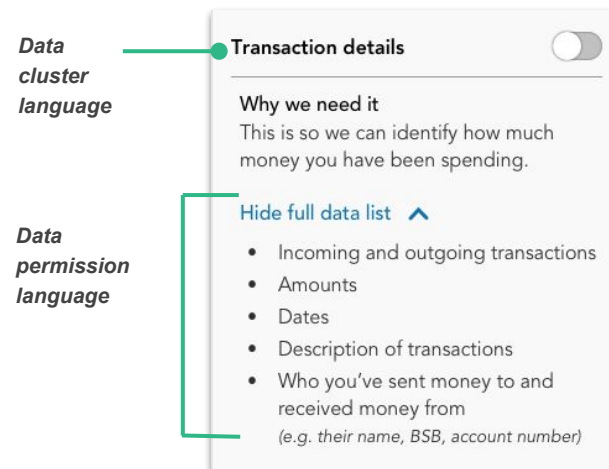 Data
cluster
language
Transaction details
Why we need it
This is so we can identify how much
money you have been spending.
Data
permission
language
Hide full data list
• Incoming and outgoing transactions
• Amounts
• Dates
• Description of transactions
• Who you’ve sent money to and
received money from
(e.g. their name, BSB, account number)